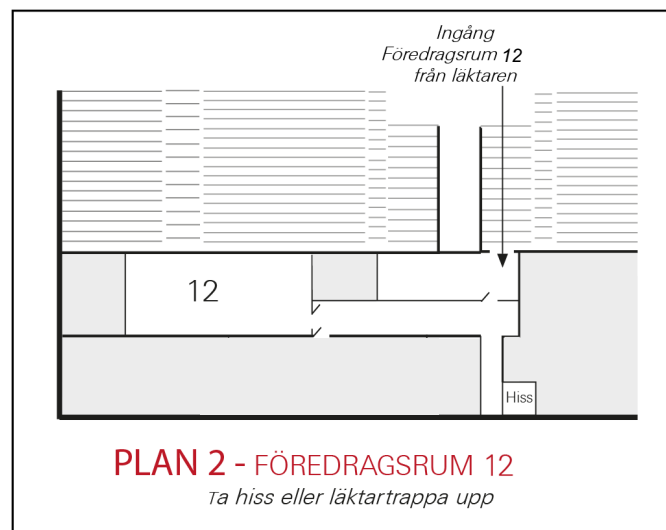 Ingång
Föredragsrum 12
från läktaren
12
Hiss
PLAN 2 - FÖREDRAGSRUM 12
Ta hiss eller läktartrappa upp